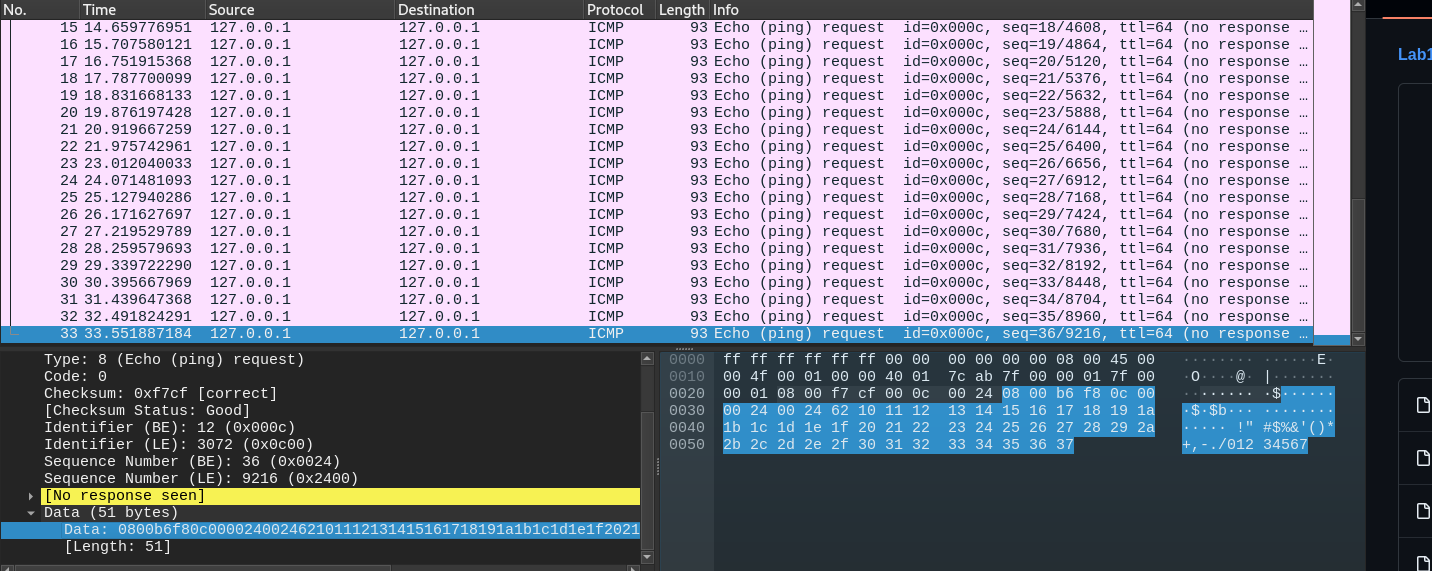 No. Time Source Destination Protocol Length Info
15 14.659776951 127.0.0.1 127.0.0.1 ICMP 93 Echo (ping) request id=0x000c, seq=18/4608, ttl=64 (no response …
16 15.707580121 127.0.0.1 127.0.0.1 ICMP 93 Echo (ping) request id=0x000c, seq=19/4864, ttl=64 (no response …
17 16.751915368 127.0.0.1 127.0.0.1 ICMP 93 Echo (ping) request id=0x000c, seq=20/5120, ttl=64 (no response …
18 17.787700099 127.0.0.1 127.0.0.1 ICMP 93 Echo (ping) request id=0x000c, seq=21/5376, ttl=64 (no response …
19 18.831668133 127.0.0.1 127.0.0.1 ICMP 93 Echo (ping) request id=0x000c, seq=22/5632, ttl=64 (no response …
20 19.876197428 127.0.0.1 127.0.0.1 ICMP 93 Echo (ping) request id=0x000c, seq=23/5888, ttl=64 (no response …
21 20.919667259 127.0.0.1 127.0.0.1 ICMP 93 Echo (ping) request id=0x000c, seq=24/6144, ttl=64 (no response …
22 21.975742961 127.0.0.1 127.0.0.1 ICMP 93 Echo (ping) request id=0x000c, seq=25/6400, ttl=64 (no response …
23 23.012040033 127.0.0.1 127.0.0.1 ICMP 93 Echo (ping) request id=0x000c, seq=26/6656, ttl=64 (no response …
24 24.071481093 127.0.0.1 127.0.0.1 ICMP 93 Echo (ping) request id=0x000c, seq=27/6912, ttl=64 (no response …
25 25.127940286 127.0.0.1 127.0.0.1 ICMP 93 Echo (ping) request id=0x000c, seq=28/7168, ttl=64 (no response …
26 26.171627697 127.0.0.1 127.0.0.1 ICMP 93 Echo (ping) request id=0x000c, seq=29/7424, ttl=64 (no response …
27 27.219529789 127.0.0.1 127.0.0.1 ICMP 93 Echo (ping) request id=0x000c, seq=30/7680, ttl=64 (no response …
28 28.259579693 127.0.0.1 127.0.0.1 ICMP 93 Echo (ping) request id=0x000c, seq=31/7936, ttl=64 (no response …
29 29.339722290 127.0.0.1 127.0.0.1 ICMP 93 Echo (ping) request id=0x000c, seq=32/8192, ttl=64 (no response …
30 30.395667969 127.0.0.1 127.0.0.1 ICMP 93 Echo (ping) request id=0x000c, seq=33/8448, ttl=64 (no response …
31 31.439647368 127.0.0.1 127.0.0.1 ICMP 93 Echo (ping) request id=0x000c, seq=34/8704, ttl=64 (no response …
32 32.491824291 127.0.0.1 127.0.0.1 ICMP 93 Echo (ping) request id=0x000c, seq=35/8960, ttl=64 (no response …
33 33.551887184 127.0.0.1 127.0.0.1 ICMP 93 Echo (ping) request id=0x000c, seq=36/9216, ttl=64 (no response …
Type: 8 (Echo (ping) request)
Code: 0
Checksum: 0xf7cf [correct]
[Checksum Status: Good]
Identifier (BE): 12 (0x000c)
Identifier (LE): 3072 (0x0c00)
Sequence Number (BE): 36 (0x0024)
Sequence Number (LE): 9216 (0x2400)
[No response seen]
Data (51 bytes)
Data: 0800b6f80c000024002462101112131415161718191a1b1c1d1e1f2021
[Length: 51]
0000 ff ff ff ff ff ff 00 00 00 00 00 00 08 00 45 00 ········ ······E·
0010 00 4f 00 01 00 00 40 01 7c ab 7f 00 00 01 7f 00 ·O····@· |·······
0020 00 01 08 00 f7 cf 00 0c 00 24 08 00 b6 f8 0c 00 ········ ·$······
0030 00 24 00 24 62 10 11 12 13 14 15 16 17 18 19 1a ·$·$b··· ········
0040 1b 1c 1d 1e 1f 20 21 22 23 24 25 26 27 28 29 2a ····· !" #$%&'()*
0050 2b 2c 2d 2e 2f 30 31 32 33 34 35 36 37 +,-./012 34567
Lab1